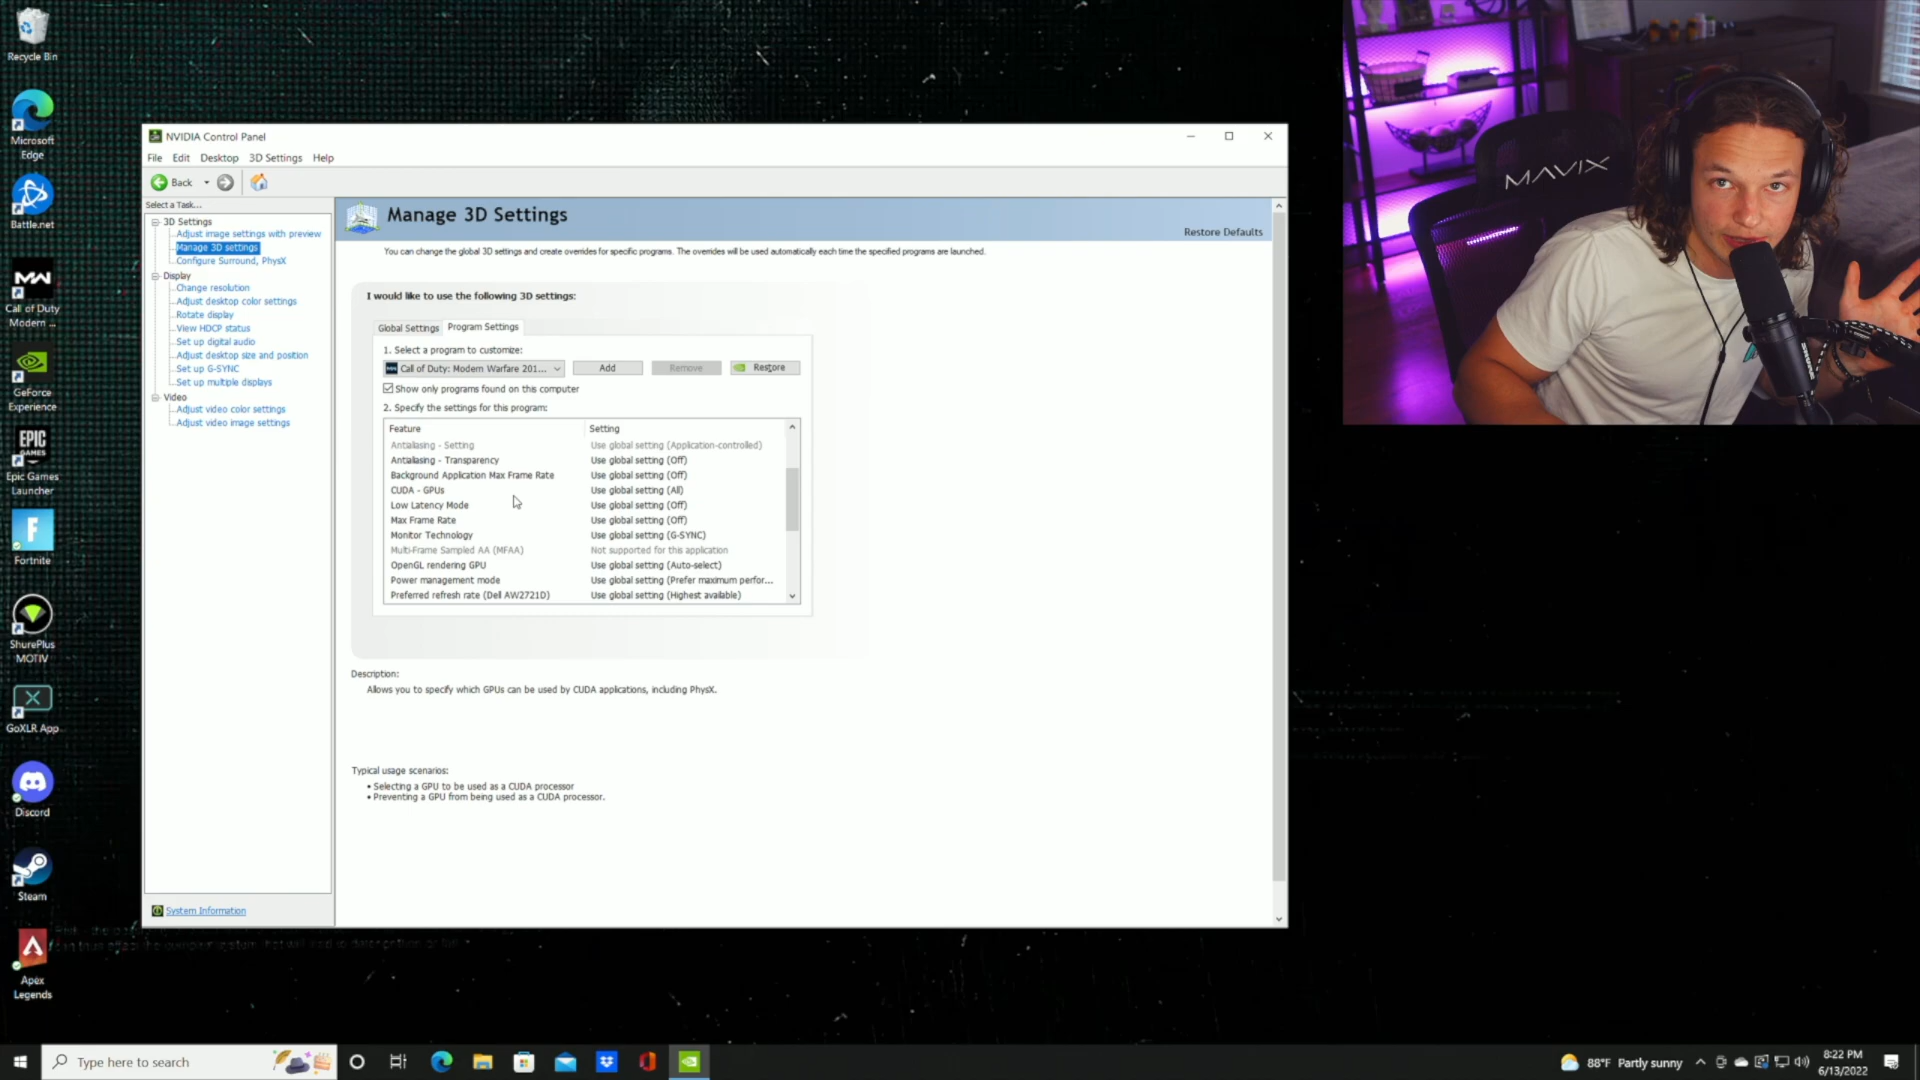 Recycle Bin
Microsoft
Edge
Battle.net
Call of Duty
Modern ...
GeForce
Experience
EPIC
GAMES
Epic Games
Launcher
Fortnite
ShurePlus
MOTIV
GoXLR App
Discord
Steam
Apex
Legends
NVIDIA Control Panel
File Edit Desktop 3D Settings Help
Back
Select a Task...
3D Settings
Adjust image settings with preview
Manage 3D settings
Configure Surround, PhysX
Display
Change resolution
Adjust desktop color settings
Rotate display
View HDCP status
Set up digital audio
Adjust desktop size and position
Set up G-SYNC
Set up multiple displays
Video
Adjust video color settings
Adjust video image settings
System Information
Manage 3D Settings
Restore Defaults
You can change the global 3D settings and create overrides for specific programs. The overrides will be used automatically each time the specified programs are launched.
I would like to use the following 3D settings:
Global Settings Program Settings
1. Select a program to customize:
Call of Duty: Modern Warfare 201... Add Remove Restore
Show only programs found on this computer
2. Specify the settings for this program:
Feature Setting
Antialiasing - Setting Use global setting (Application-controlled)
Antialiasing - Transparency Use global setting (Off)
Background Application Max Frame Rate Use global setting (Off)
CUDA - GPUs Use global setting (All)
Low Latency Mode Use global setting (Off)
Max Frame Rate Use global setting (Off)
Monitor Technology Use global setting (G-SYNC)
Multi-Frame Sampled AA (MFAA) Not supported for this application
OpenGL rendering GPU Use global setting (Auto-select)
Power management mode Use global setting (Prefer maximum perfor...
Preferred refresh rate (Dell AW2721D) Use global setting (Highest available)
Description:
Allows you to specify which GPUs can be used by CUDA applications, including PhysX.
Typical usage scenarios:
• Selecting a GPU to be used as a CUDA processor
• Preventing a GPU from being used as a CUDA processor.
MAVIX
Type here to search
88°F Partly sunny
8:22 PM
6/13/2022